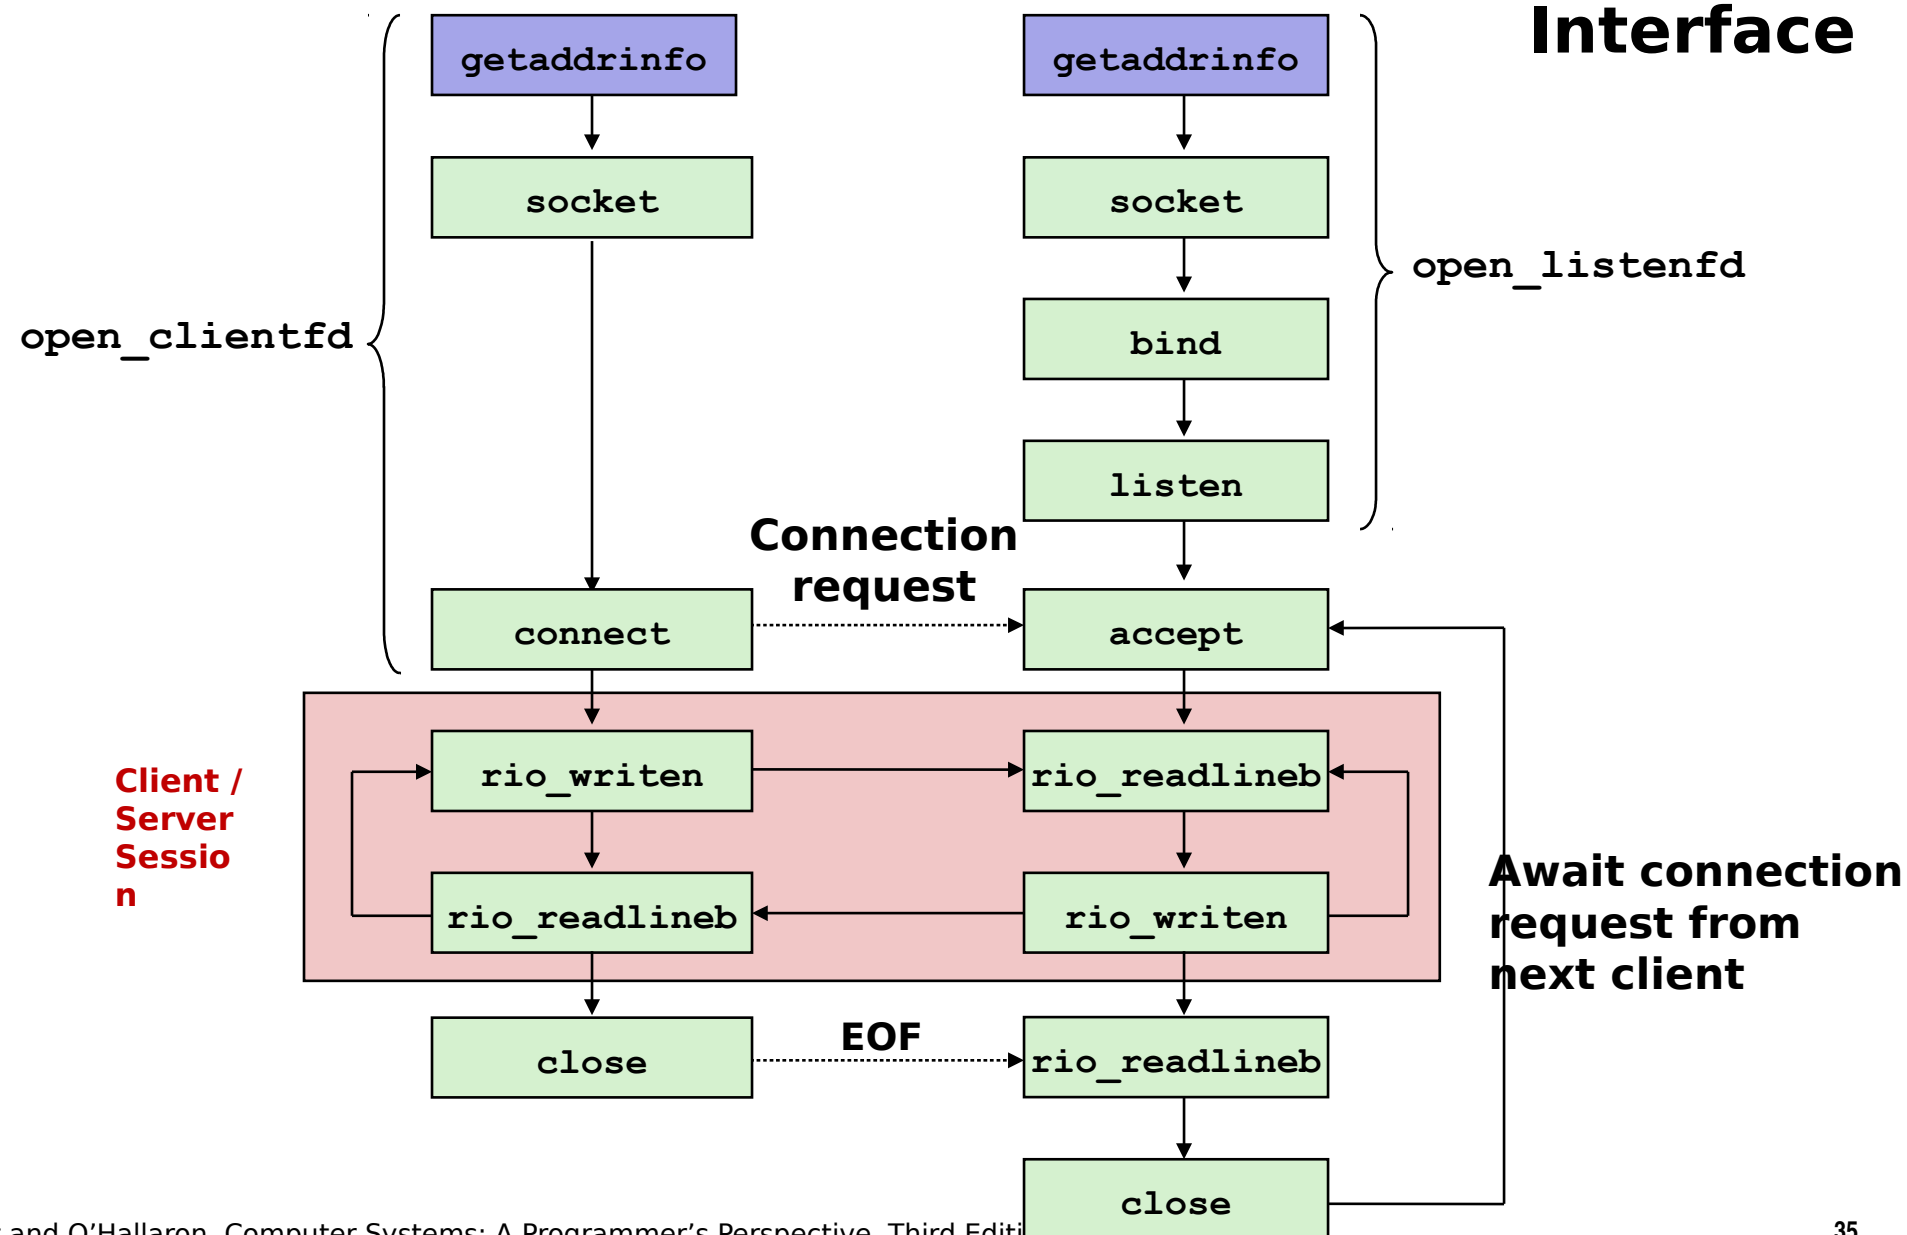 Interface
getaddrinfo
getaddrinfo
socket
socket
open_listenfd
open_clientfd
bind
listen
Connection
request
connect
accept
Client /
Server
Sessio
n
rio_writen
rio_readlineb
rio_readlineb
rio_writen
Await connection
request from
next client
EOF
close
rio_readlineb
close
and O’Hallaron, Computer Systems: A Programmer’s Perspective, Third Editi
35